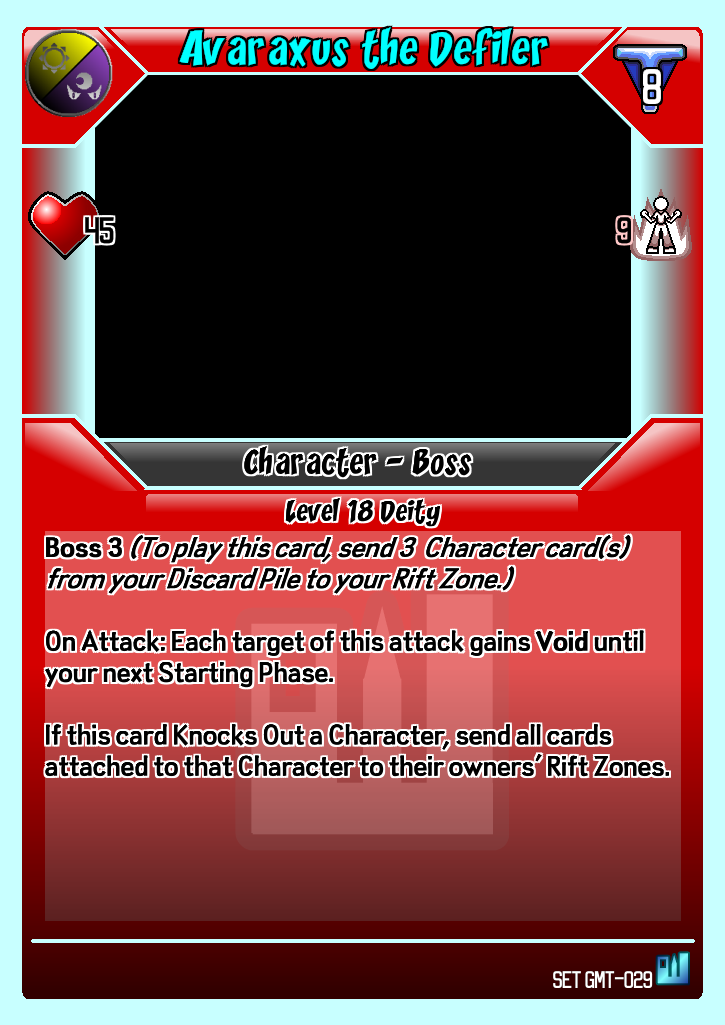 Avaraxus the Defiler
8
45
9
Character - Boss
Level 18 Deity
Boss 3 (To play this card, send 3 Character card(s)
from your Discard Pile to your Rift Zone.)
On Attack: Each target of this attack gains Void until
your next Starting Phase.
If this card Knocks Out a Character, send all cards
attached to that Character to their owners' Rift Zones.
SET GMT-029